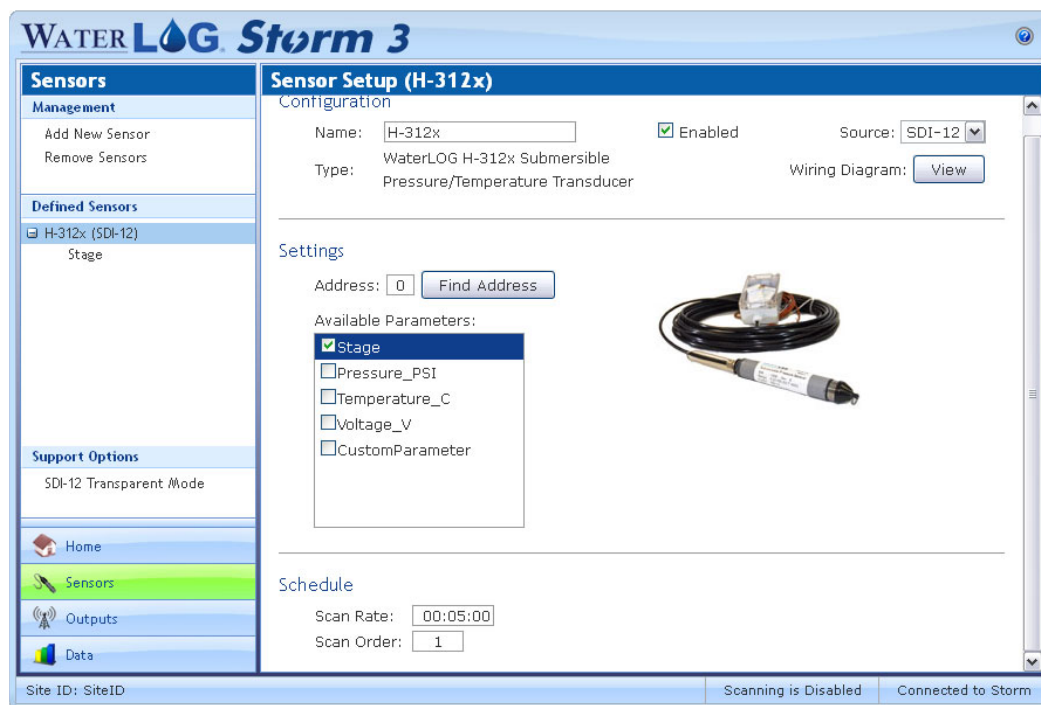 WATERLOG Storm 3
Sensors
Management
Add New Sensor
Remove Sensors
Defined Sensors
H-312x (SDI-12)
Stage
Support Options
SDI-12 Transparent Mode
Home
Sensors
Outputs
Data
Sensor Setup (H-312x)
Configuration
Name: H-312x Enabled Source: SDI-12
Type: WaterLOG H-312x Submersible
Pressure/Temperature Transducer
Wiring Diagram: View
Settings
Address: 0 Find Address
Available Parameters:
Stage
Pressure_PSI
Temperature_C
Voltage_V
CustomParameter
Schedule
Scan Rate: 00:05:00
Scan Order: 1
Site ID: SiteID Scanning is Disabled Connected to Storm